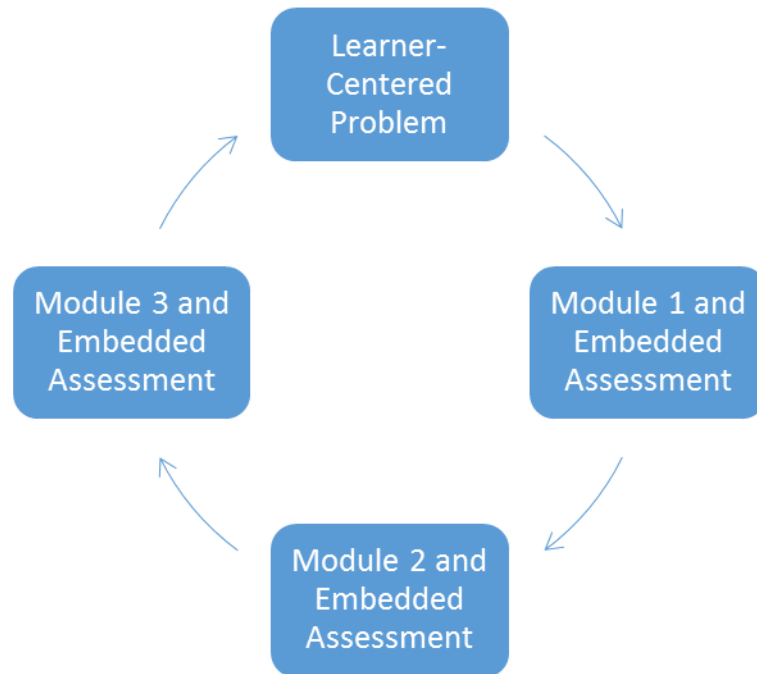 Learner-
Centered
Problem
Module 3 and
Embedded
Assessment
Module 1 and
Embedded
Assessment
Module 2 and
Embedded
Assessment